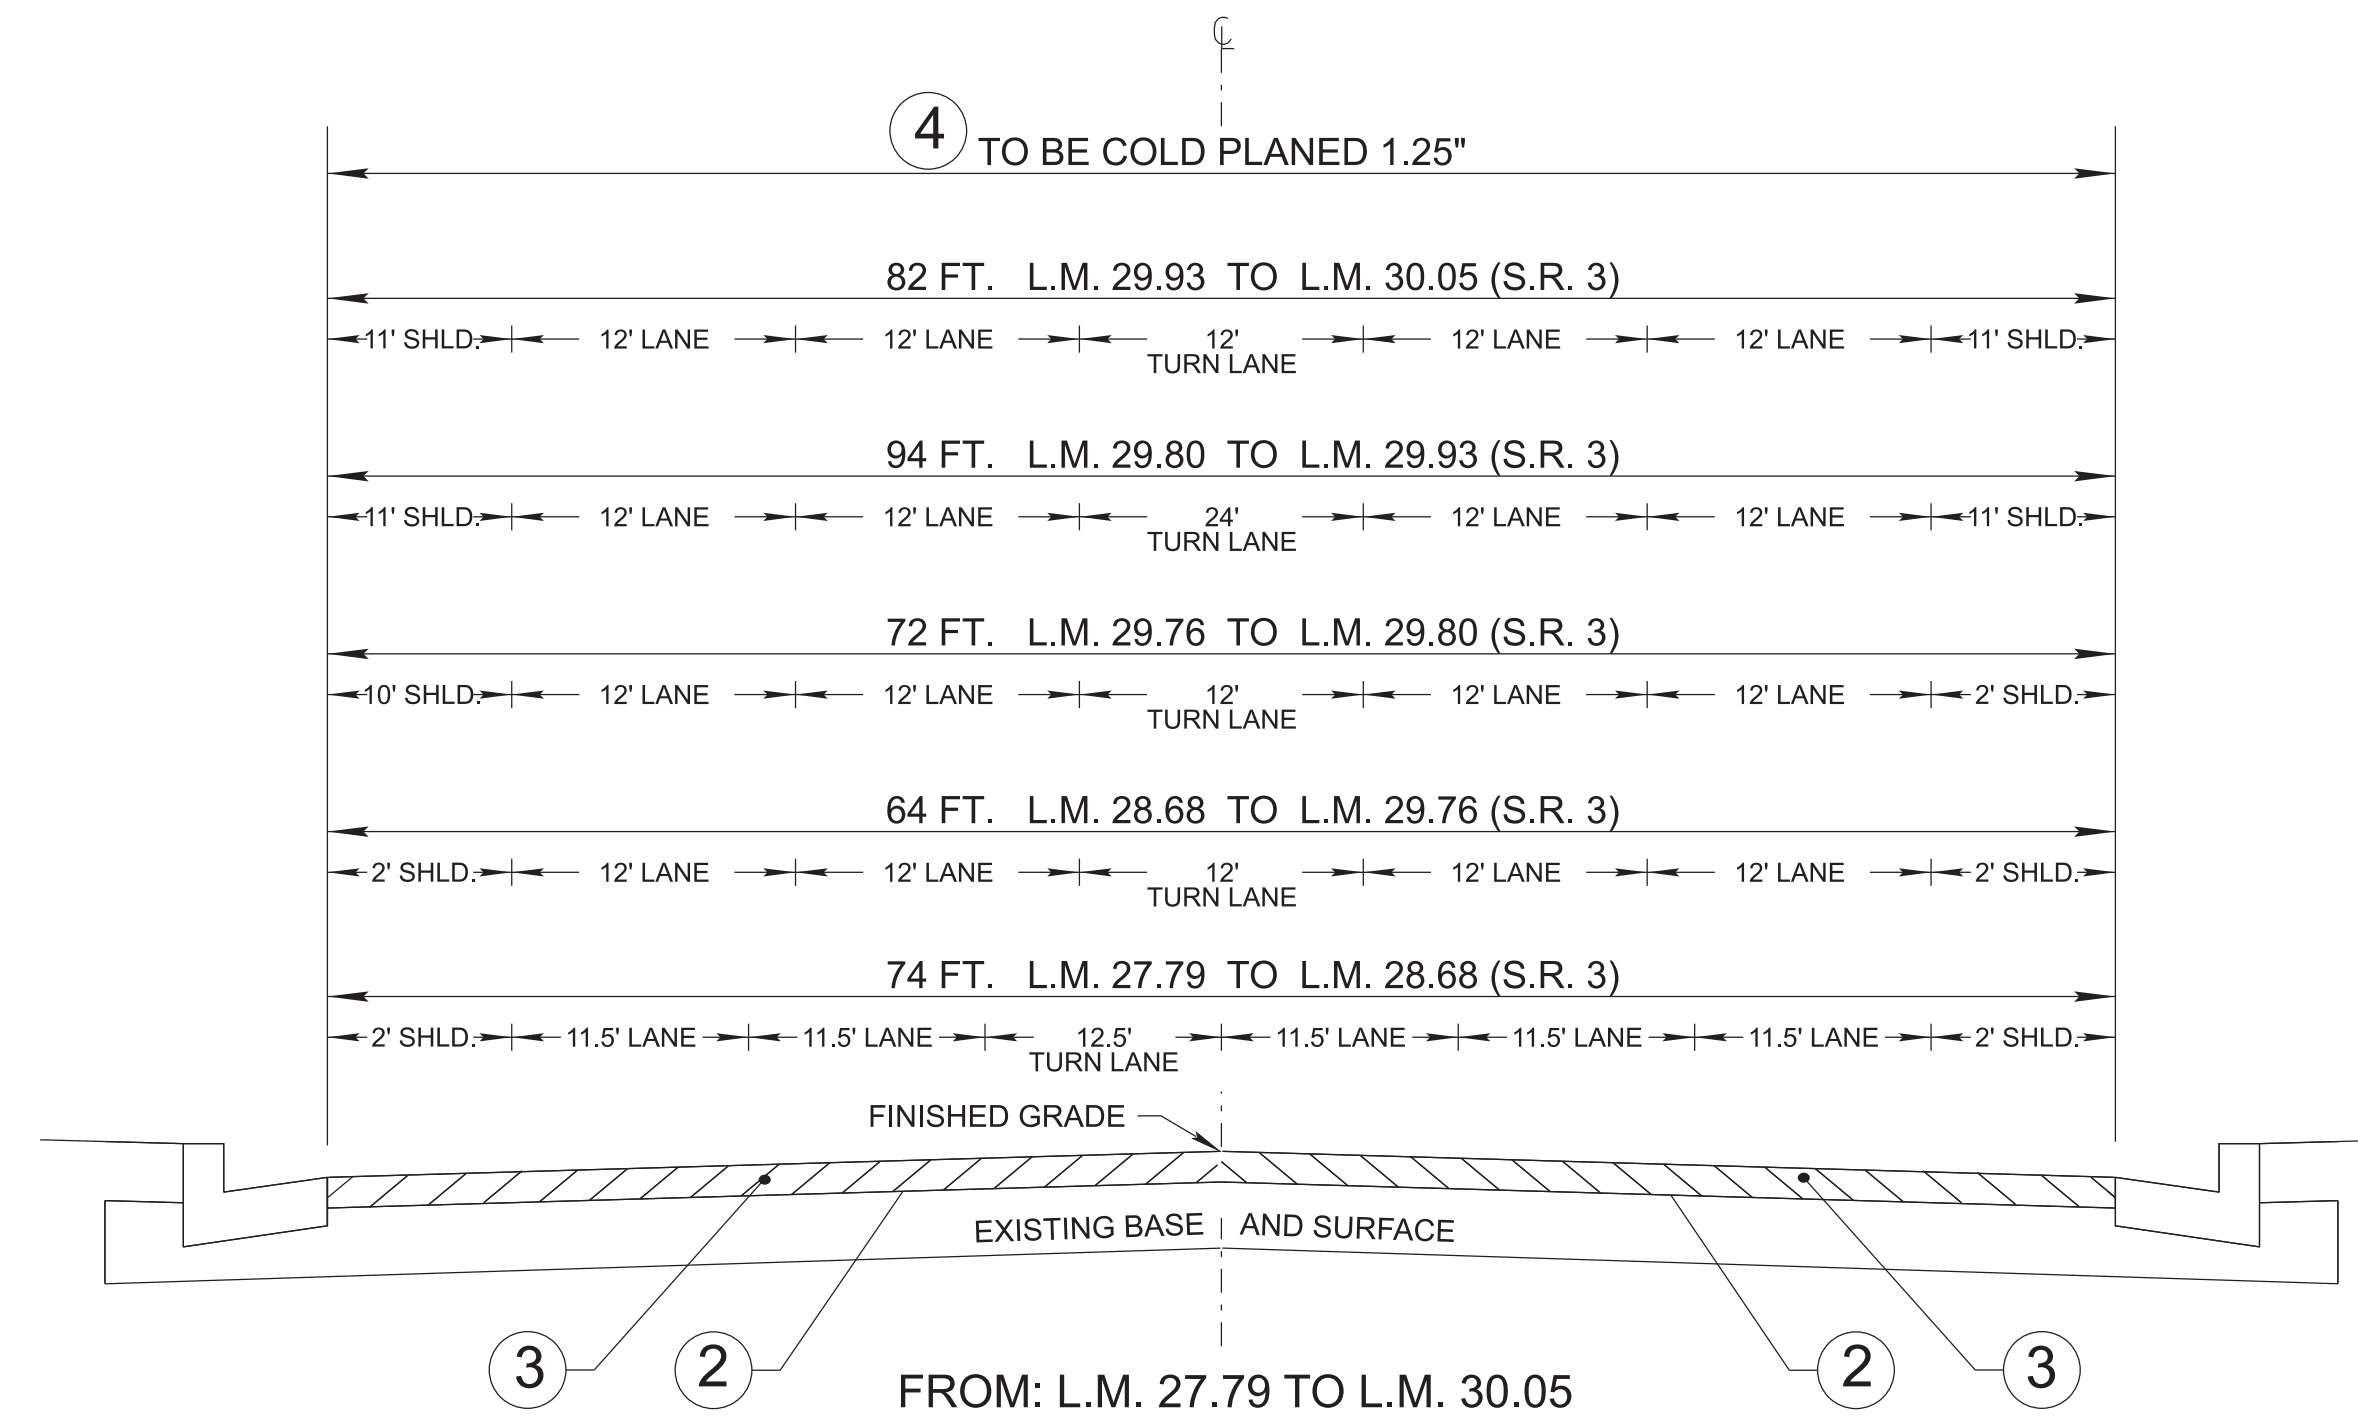 ℄
4 TO BE COLD PLANED 1.25"
82 FT. L.M. 29.93 TO L.M. 30.05 (S.R. 3)
11' SHLD. 12' LANE 12' LANE 12' 12' LANE 12' LANE 11' SHLD.
TURN LANE
94 FT. L.M. 29.80 TO L.M. 29.93 (S.R. 3)
11' SHLD. 12' LANE 12' LANE 24' 12' LANE 12' LANE 11' SHLD.
TURN LANE
72 FT. L.M. 29.76 TO L.M. 29.80 (S.R. 3)
10' SHLD. 12' LANE 12' LANE 12' 12' LANE 12' LANE 2' SHLD.
TURN LANE
64 FT. L.M. 28.68 TO L.M. 29.76 (S.R. 3)
2' SHLD. 12' LANE 12' LANE 12' 12' LANE 12' LANE 2' SHLD.
TURN LANE
74 FT. L.M. 27.79 TO L.M. 28.68 (S.R. 3)
2' SHLD. 11.5' LANE 11.5' LANE 12.5' 11.5' LANE 11.5' LANE 11.5' LANE 2' SHLD.
TURN LANE
FINISHED GRADE
EXISTING BASE AND SURFACE
3 2 2 3
FROM: L.M. 27.79 TO L.M. 30.05